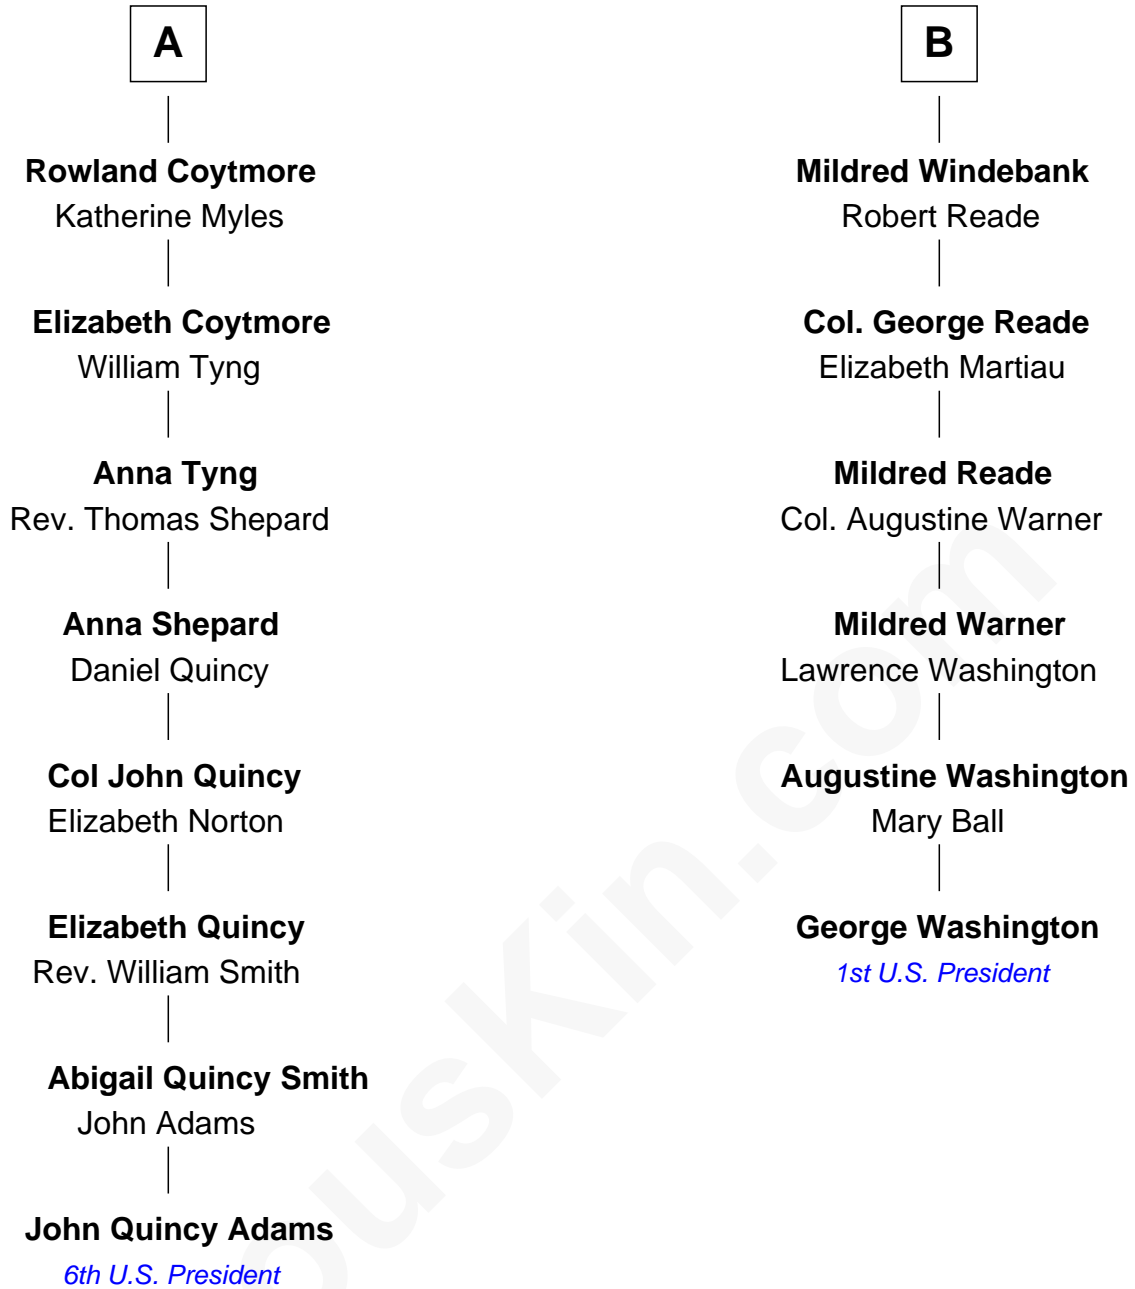 A
Rowland Coytmore
Katherine Myles
Elizabeth Coytmore
William Tyng
Anna Tyng
Rev. Thomas Shepard
Anna Shepard
Daniel Quincy
Col John Quincy
Elizabeth Norton
Elizabeth Quincy
Rev. William Smith
Abigail Quincy Smith
John Adams
John Quincy Adams
6th U.S. President
B
Mildred Windebank
Robert Reade
Col. George Reade
Elizabeth Martiau
Mildred Reade
Col. Augustine Warner
Mildred Warner
Lawrence Washington
Augustine Washington
Mary Ball
George Washington
1st U.S. President
ousKin.com